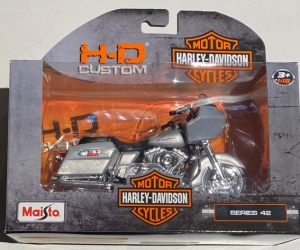 H-D
CUSTOM
MOTOR
HARLEY-DAVIDSON
CYCLES
3+
H-D
MOTOR
HARLEY-DAVIDSON
CYCLES
Maisto
SERIES 42